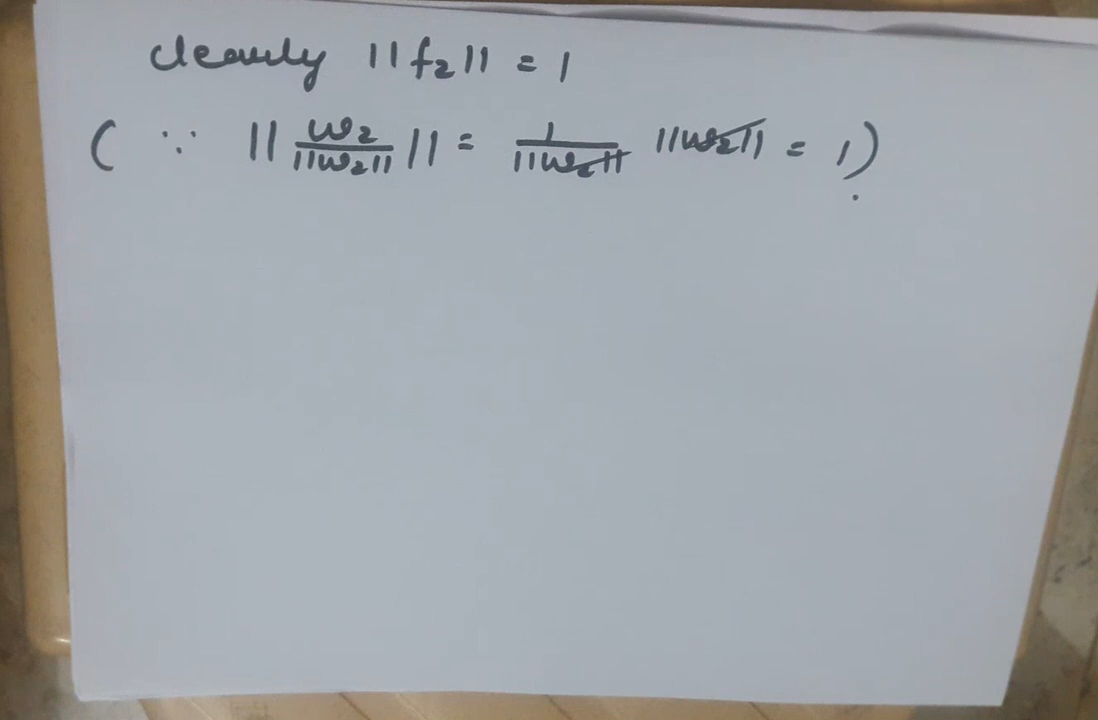 clearly ||f₂|| = 1
( ∵ || w₂/||w₂|| || = 1/||w₂|| ||w₂|| = 1).